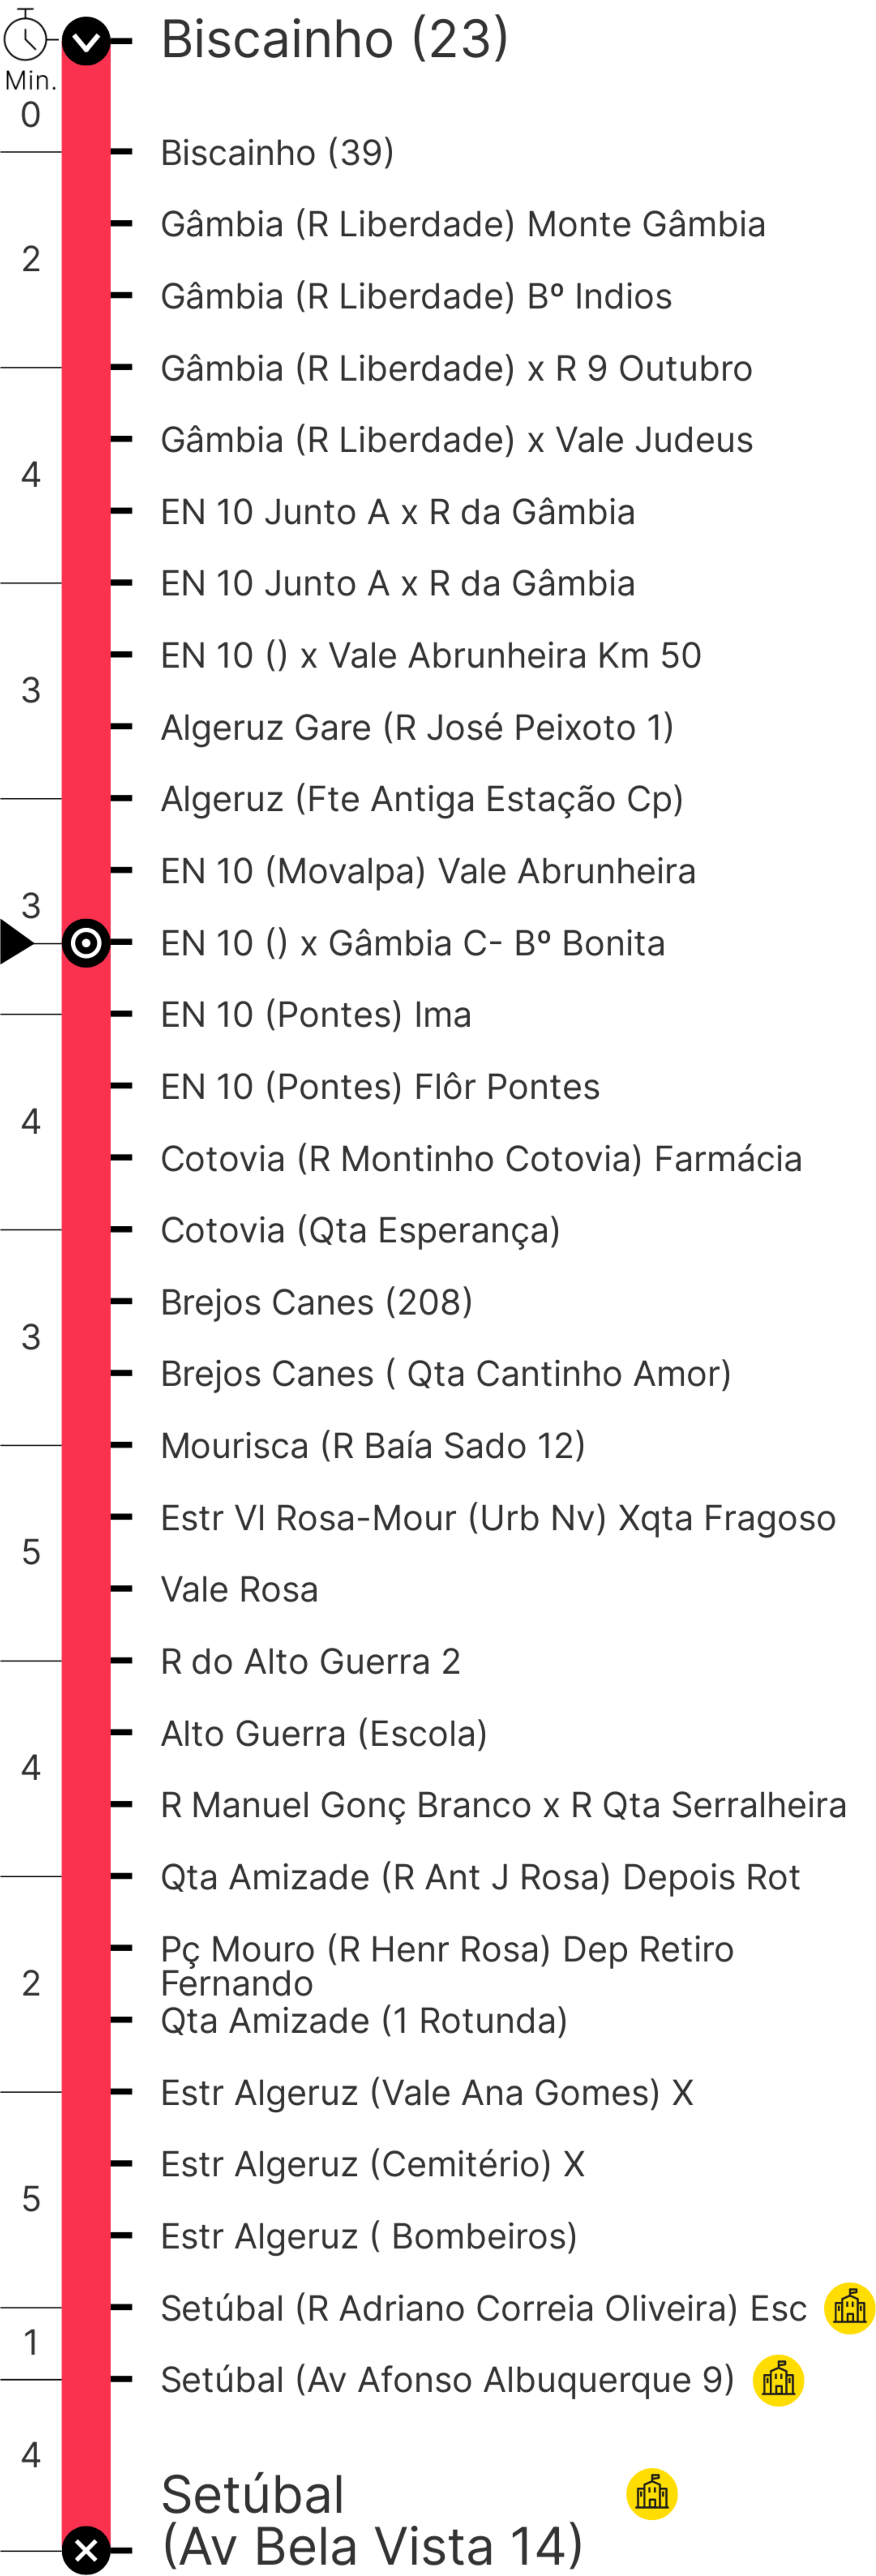 Biscainho (23)
Min.
0
Biscainho (39)
Gâmbia (R Liberdade) Monte Gâmbia
2
Gâmbia (R Liberdade) Bº Indios
Gâmbia (R Liberdade) x R 9 Outubro
Gâmbia (R Liberdade) x Vale Judeus
4
EN 10 Junto A x R da Gâmbia
EN 10 Junto A x R da Gâmbia
EN 10 () x Vale Abrunheira Km 50
3
Algeruz Gare (R José Peixoto 1)
Algeruz (Fte Antiga Estação Cp)
EN 10 (Movalpa) Vale Abrunheira
3
EN 10 () x Gâmbia C- Bº Bonita
EN 10 (Pontes) Ima
EN 10 (Pontes) Flôr Pontes
4
Cotovia (R Montinho Cotovia) Farmácia
Cotovia (Qta Esperança)
Brejos Canes (208)
3
Brejos Canes ( Qta Cantinho Amor)
Mourisca (R Baía Sado 12)
Estr Vl Rosa-Mour (Urb Nv) Xqta Fragoso
5
Vale Rosa
R do Alto Guerra 2
Alto Guerra (Escola)
4
R Manuel Gonç Branco x R Qta Serralheira
Qta Amizade (R Ant J Rosa) Depois Rot
Pç Mouro (R Henr Rosa) Dep Retiro
Fernando
2
Qta Amizade (1 Rotunda)
Estr Algeruz (Vale Ana Gomes) X
Estr Algeruz (Cemitério) X
5
Estr Algeruz ( Bombeiros)
Setúbal (R Adriano Correia Oliveira) Esc
1
Setúbal (Av Afonso Albuquerque 9)
4
Setúbal
(Av Bela Vista 14)